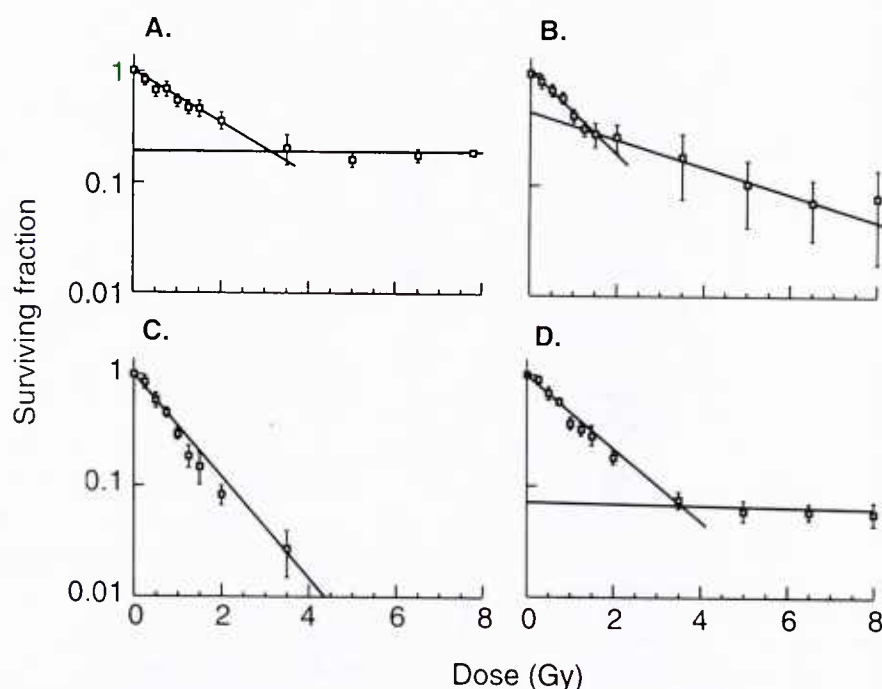 A.
B.
1
0.1
0.01
C.
D.
1
0.1
0.01
0 2 4 6 8
0 2 4 6 8
Surviving fraction
Dose (Gy)